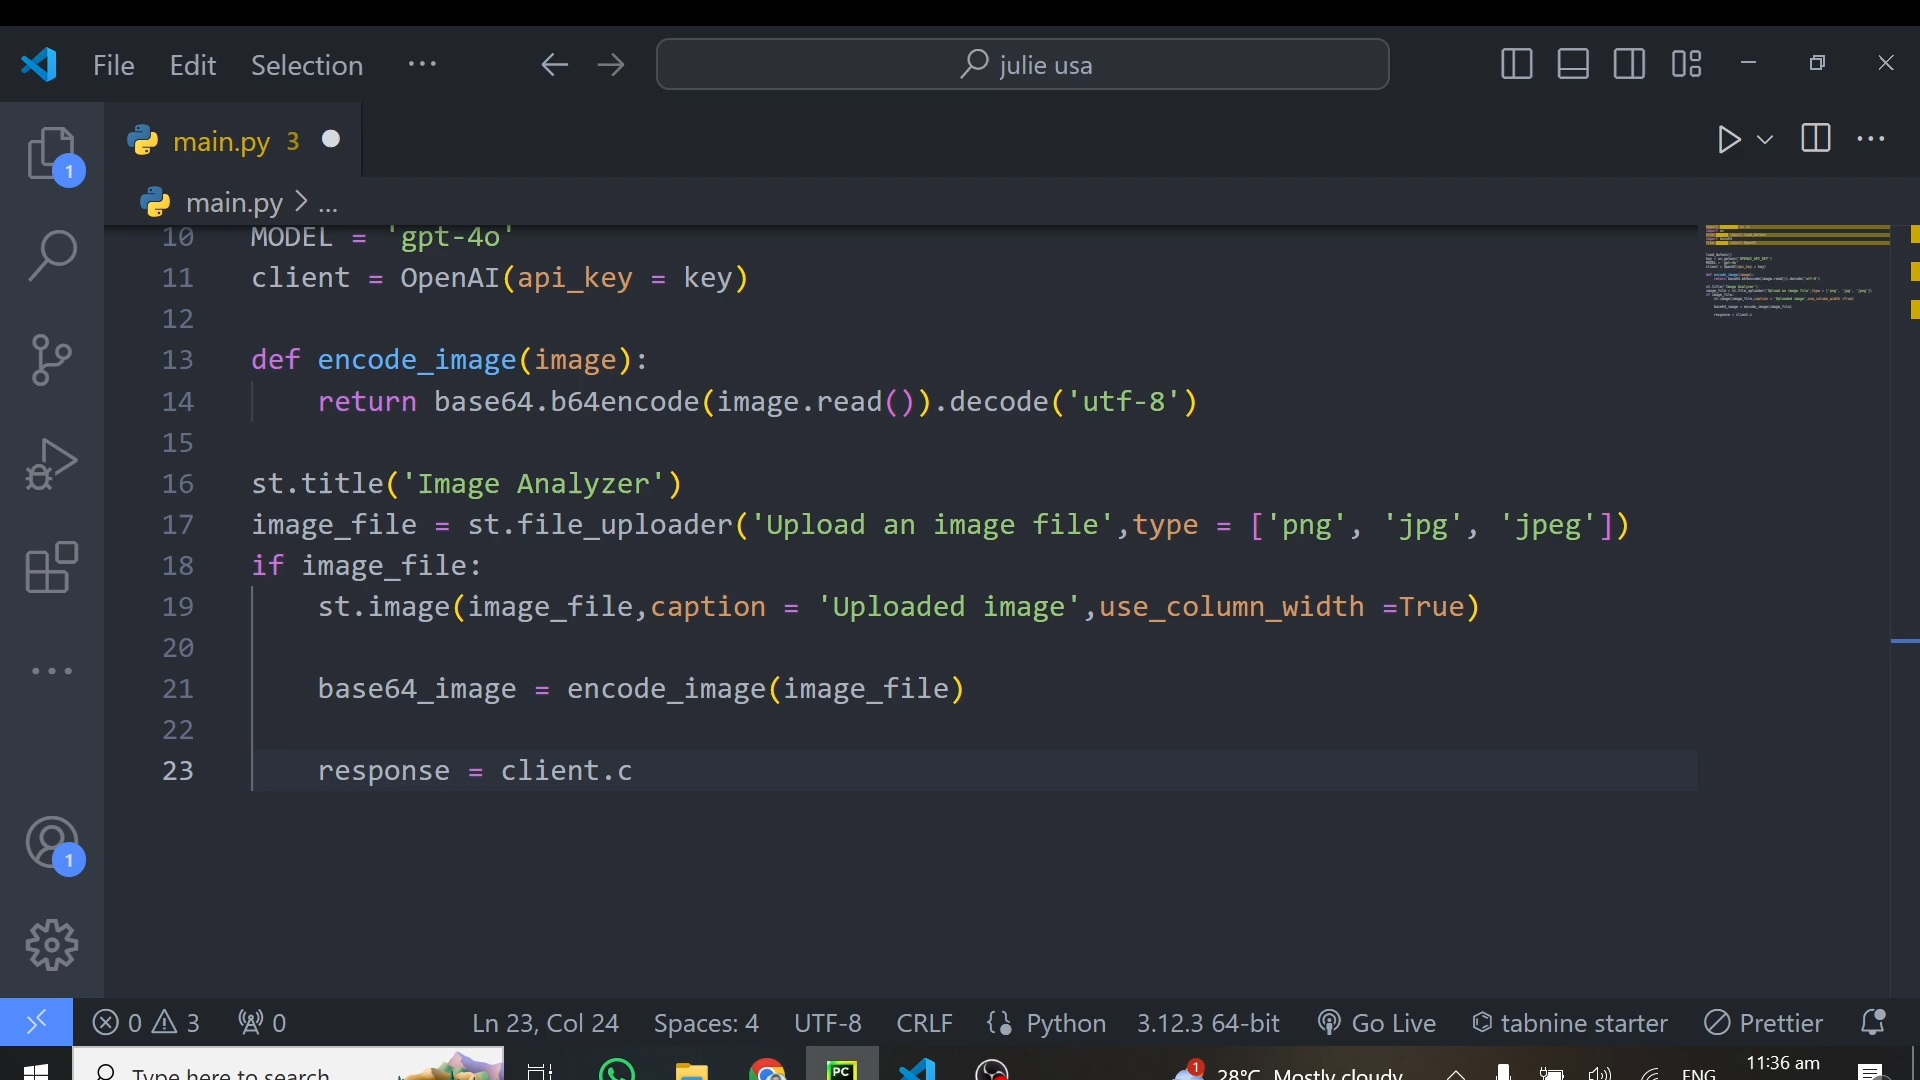 File Edit Selection ...
julie usa
main.py 3
1
main.py > ...
10 MODEL = 'gpt-4o'
11 client = OpenAI(api_key = key)
12
13 def encode_image(image):
14 return base64.b64encode(image.read()).decode('utf-8')
15
16 st.title('Image Analyzer')
17 image_file = st.file_uploader('Upload an image file',type = ['png', 'jpg', 'jpeg'])
18 if image_file:
19 st.image(image_file,caption = 'Uploaded image',use_column_width =True)
20
21 base64_image = encode_image(image_file)
22
23 response = client.c
1
0 3 0 Ln 23, Col 24 Spaces: 4 UTF-8 CRLF {} Python 3.12.3 64-bit Go Live tabnine starter Prettier
Type here to search PC 1 28°C Mostly cloudy ENG 11:36 am